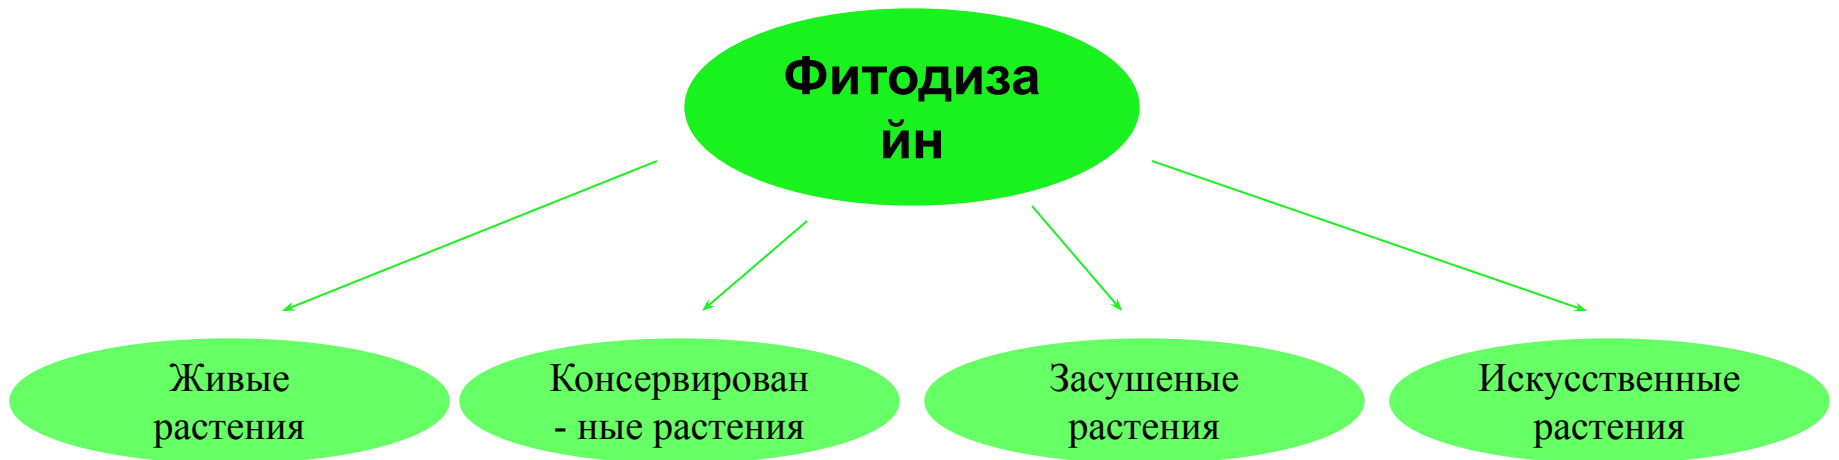 Фитодиза
йн
Живые
растения
Консервирован
- ные растения
Засушеные
растения
Искусственные
растения